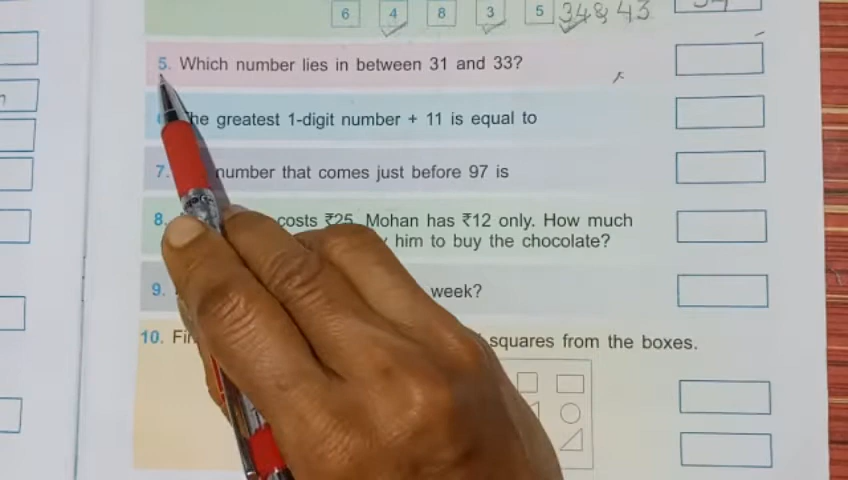 6 4 8 3 5 34 & 43
5. Which number lies in between 31 and 33?
he greatest 1-digit number + 11 is equal to
7. number that comes just before 97 is
8. costs ₹25. Mohan has ₹12 only. How much
him to buy the chocolate?
9. week?
10. squares from the boxes.